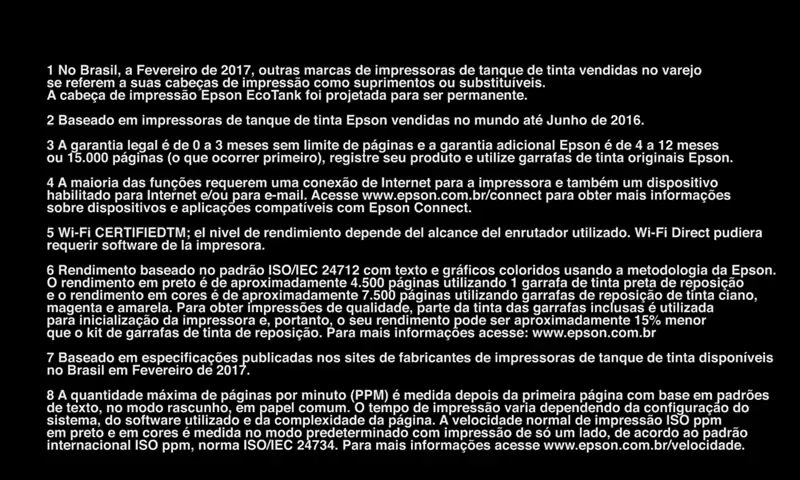 1 No Brasil, a Fevereiro de 2017, outras marcas de impressoras de tanque de tinta vendidas no varejo
se referem a suas cabeças de impressão como suprimentos ou substituíveis.
A cabeça de impressão Epson EcoTank foi projetada para ser permanente.
2 Baseado em impressoras de tanque de tinta Epson vendidas no mundo até Junho de 2016.
3 A garantia legal é de 0 a 3 meses sem limite de páginas e a garantia adicional Epson é de 4 a 12 meses
ou 15.000 páginas (o que ocorrer primeiro), registre seu produto e utilize garrafas de tinta originais Epson.
4 A maioria das funções requerem uma conexão de Internet para a impressora e também um dispositivo
habilitado para Internet e/ou para e-mail. Acesse www.epson.com.br/connect para obter mais informações
sobre dispositivos e aplicações compatíveis com Epson Connect.
5 Wi-Fi CERTIFIEDTM; el nivel de rendimiento depende del alcance del enrutador utilizado. Wi-Fi Direct pudiera
requerir software de la impresora.
6 Rendimento baseado no padrão ISO/IEC 24712 com texto e gráficos coloridos usando a metodologia da Epson.
O rendimento em preto é de aproximadamente 4.500 páginas utilizando 1 garrafa de tinta preta de reposição
e o rendimento em cores é de aproximadamente 7.500 páginas utilizando garrafas de reposição de tinta ciano,
magenta e amarela. Para obter impressões de qualidade, parte da tinta das garrafas inclusas é utilizada
para inicialização da impressora e, portanto, o seu rendimento pode ser aproximadamente 15% menor
que o kit de garrafas de tinta de reposição. Para mais informações acesse: www.epson.com.br
7 Baseado em especificações publicadas nos sites de fabricantes de impressoras de tanque de tinta disponíveis
no Brasil em Fevereiro de 2017.
8 A quantidade máxima de páginas por minuto (PPM) é medida depois da primeira página com base em padrões
de texto, no modo rascunho, em papel comum. O tempo de impressão varia dependendo da configuração do
sistema, do software utilizado e da complexidade da página. A velocidade normal de impressão ISO ppm
em preto e em cores é medida no modo predeterminado com impressão de só um lado, de acordo ao padrão
internacional ISO ppm, norma ISO/IEC 24734. Para mais informações acesse www.epson.com.br/velocidade.